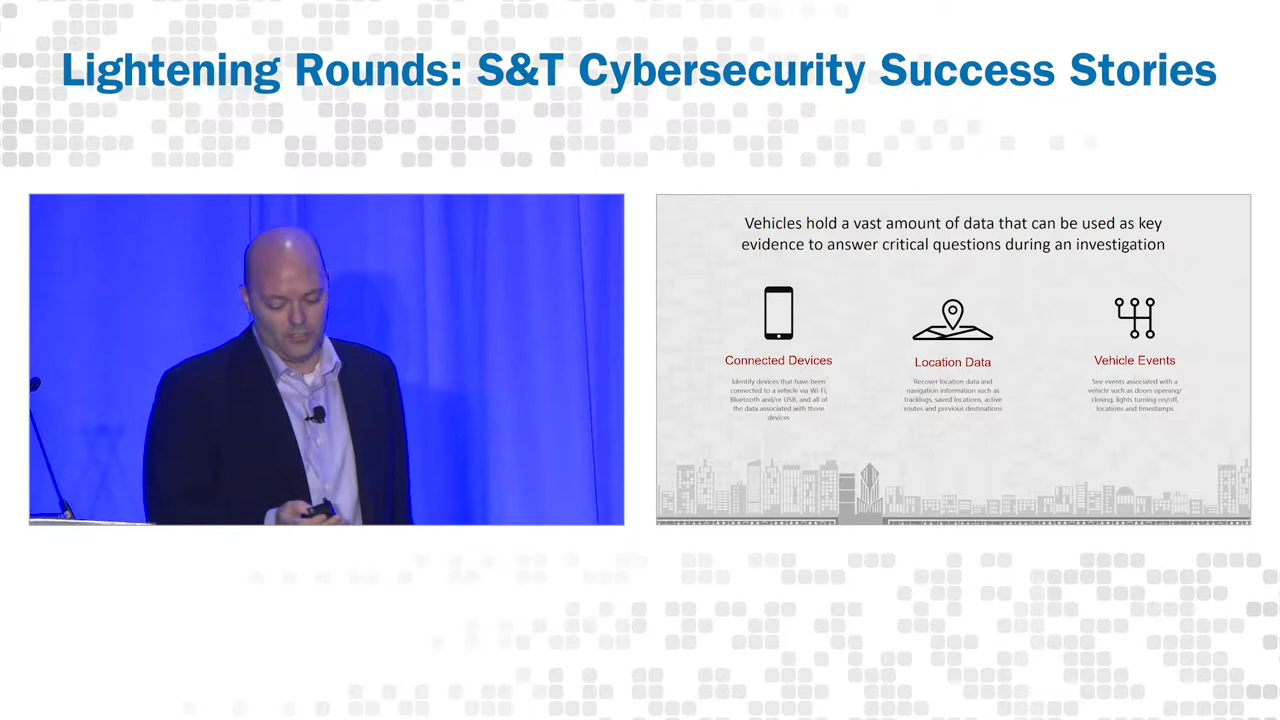 Lightening Rounds: S&T Cybersecurity Success Stories
Vehicles hold a vast amount of data that can be used as key
evidence to answer critical questions during an investigation
Connected Devices
Identify devices that have been
connected to a vehicle via Wi-Fi,
Bluetooth and/or USB, and all of
the data associated with those
devices
Location Data
Recover location data and
navigation information such as
tracklogs, saved locations, active
routes and previous destinations
Vehicle Events
See events associated with a
vehicle such as doors opening/
closing, lights turning on/off,
locations and timestamps